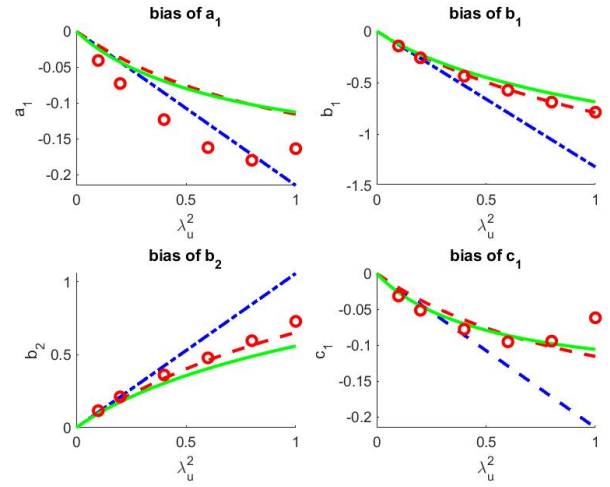 bias of a₁
0
-0.05
-0.1
-0.15
-0.2
a₁
0
0.5
1
λᵤ²
bias of b₁
0
-0.5
-1
-1.5
b₁
0
0.5
1
λᵤ²
bias of b₂
1
0.5
0
b₂
0
0.5
1
λᵤ²
bias of c₁
0
-0.05
-0.1
-0.15
-0.2
c₁
0
0.5
1
λᵤ²